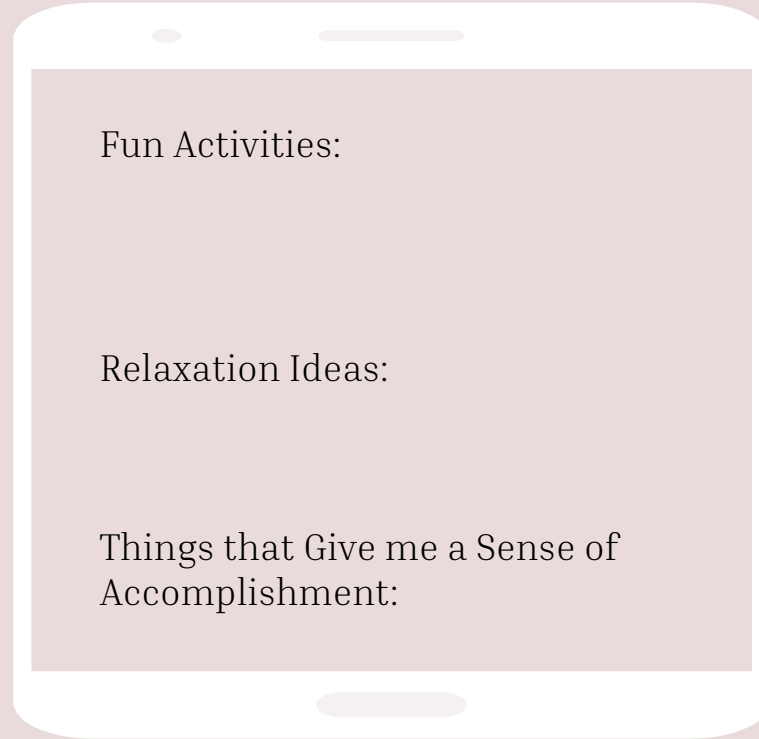 Fun Activities:
Relaxation Ideas:
Things that Give me a Sense of
Accomplishment: